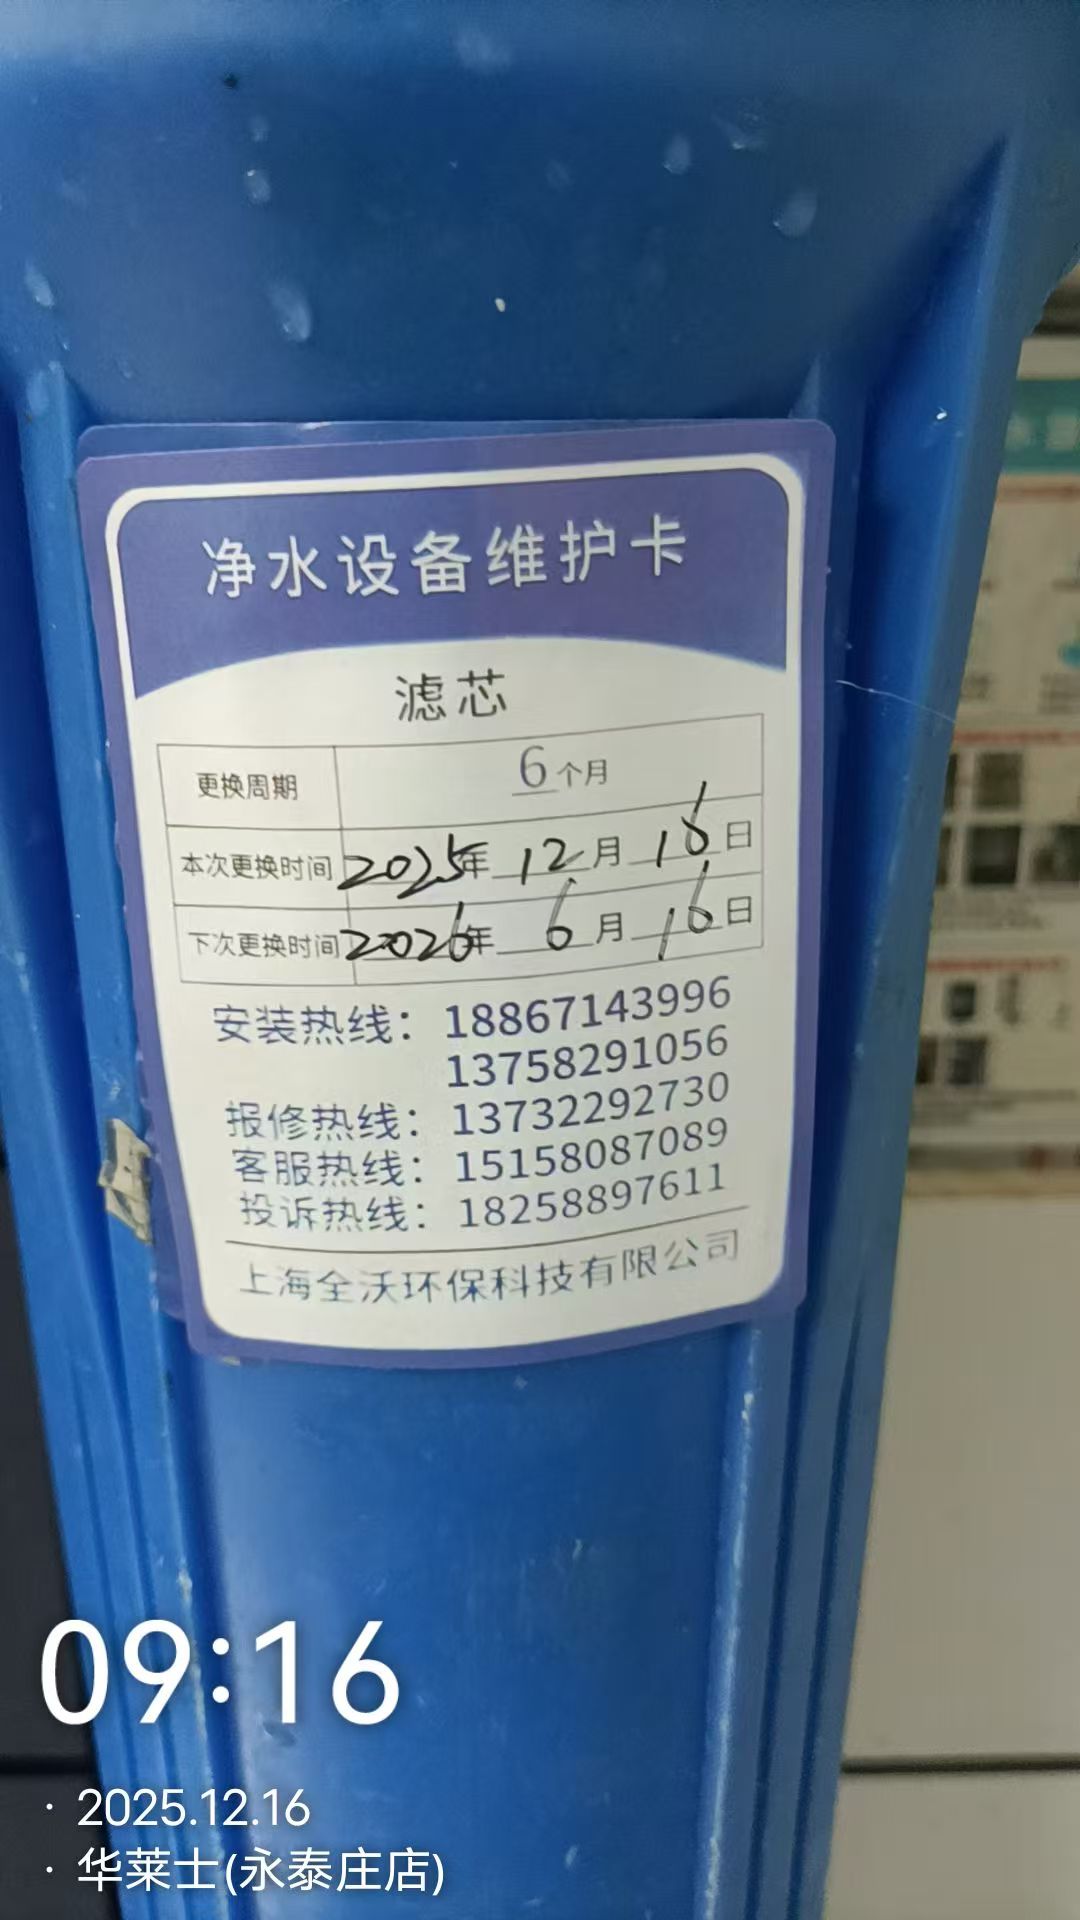 净水设备维护卡
滤芯
更换周期 6个月
本次更换时间 2025年 12月 16日
下次更换时间 2026年 6月 16日
安装热线：18867143996
13758291056
报修热线：13732292730
客服热线：15158087089
投诉热线：18258897611
上海全沃环保科技有限公司
09:16
· 2025.12.16
· 华莱士(永泰庄店)